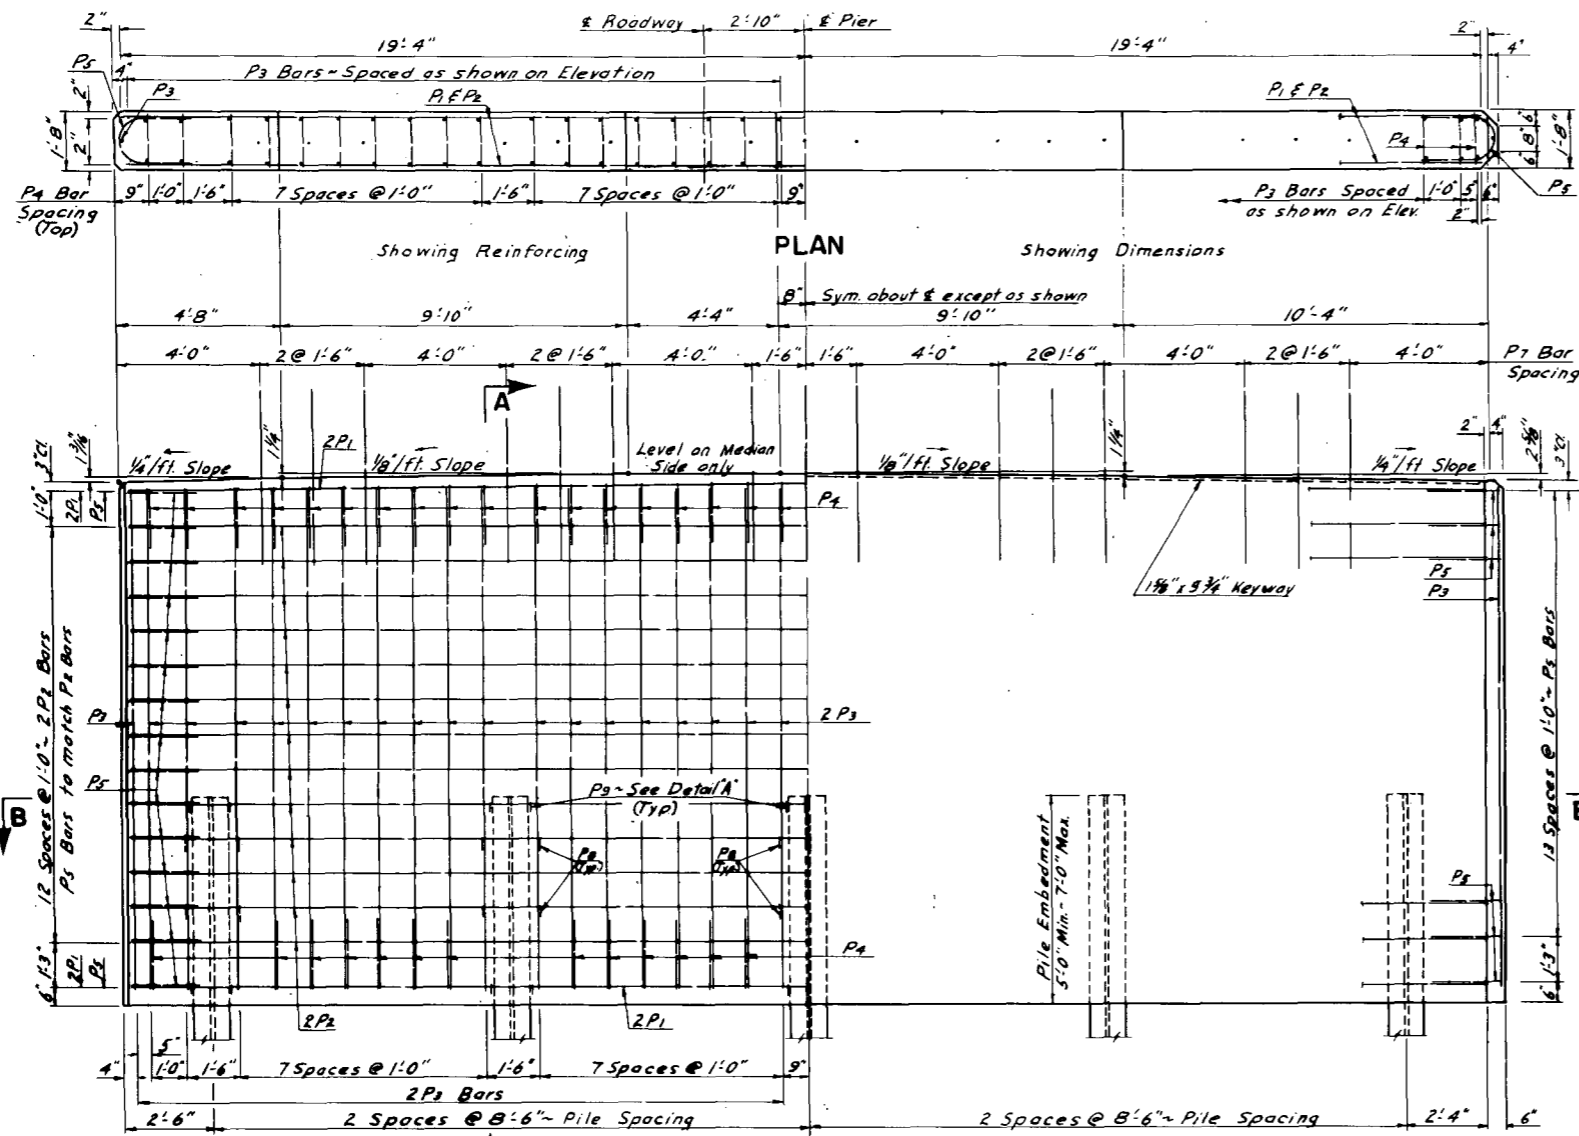 2"
₵ Roadway
2'-10"
₵ Pier
2"
19'-4"
19'-4"
4"
P5
4"
P3 Bars ~ Spaced as shown on Elevation
P3
P1 & P2
P1 & P2
2"
1'-8"
2"
P4
6"
8"
6"
1'-8"
P4 Bar
Spacing
(Top)
9"
1'-0"
1'-6"
7 Spaces @ 1'-0"
1'-6"
7 Spaces @ 1'-0"
9"
P3 Bars Spaced
as shown on Elev.
1'-0"
5"
6"
2"
P5
Showing Reinforcing
PLAN
Showing Dimensions
8"
Sym. about ₵ except as shown
4'-8"
9'-10"
4'-4"
9'-10"
10'-4"
4'-0"
2 @ 1'-6"
4'-0"
2 @ 1'-6"
4'-0"
1'-6"
1'-6"
4'-0"
2 @ 1'-6"
4'-0"
2 @ 1'-6"
4'-0"
P7 Bar
Spacing
A
3"Cl.
1 3/16"
1/4"/ft. Slope
1 1/4"
2P1
1/8"/ft. Slope
Level on Median
Side only
1/8"/ft. Slope
1 1/4"
1/4"/ft Slope
2"
4"
2 5/8"
3"Cl.
1'-0"
2P1
P5
P4
1 5/8" x 9 3/4" Keyway
P5
P3
12 Spaces @ 1'-0" ~ 2P2 Bars
P5 Bars to match P2 Bars
P3
2 P3
13 Spaces @ 1'-0" ~ P5 Bars
P5
P9 ~ See Detail "A"
(Typ.)
B
P8
(Typ.)
P8
(Typ.)
Pile Embedment
5'-0" Min. - 7'-0" Max.
P5
P4
6"
1'-3"
2P1
P5
2P2
2P1
1'-3"
6"
5"
4"
1'-0"
1'-6"
7 Spaces @ 1'-0"
1'-6"
7 Spaces @ 1'-0"
9"
2P3 Bars
2'-6"
2 Spaces @ 8'-6" ~ Pile Spacing
2 Spaces @ 8'-6" ~ Pile Spacing
2'-4"
6"